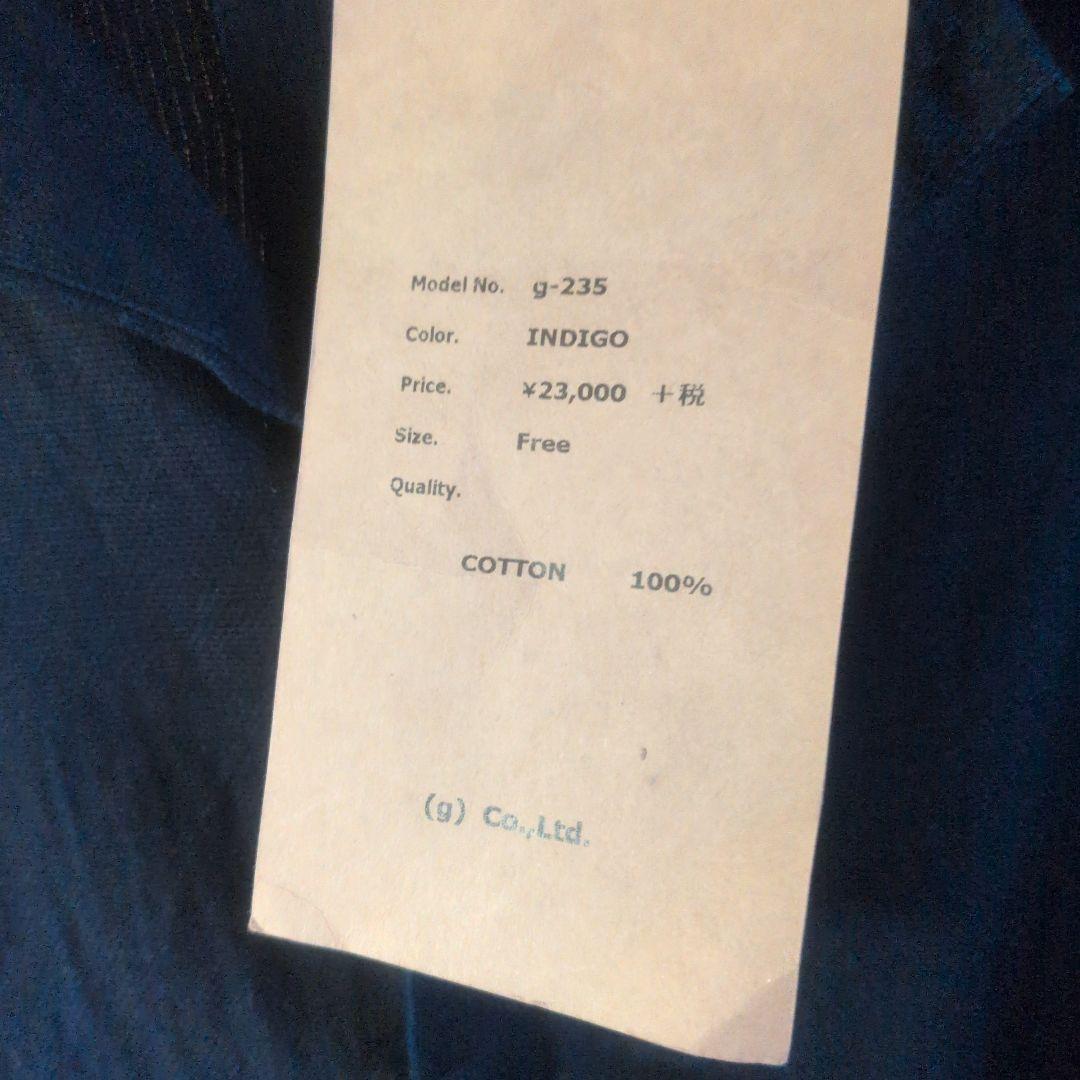 Model No. g-235
Color. INDIGO
Price. ¥23,000 +税
Size. Free
Quality.
COTTON 100%
(g) Co.,Ltd.